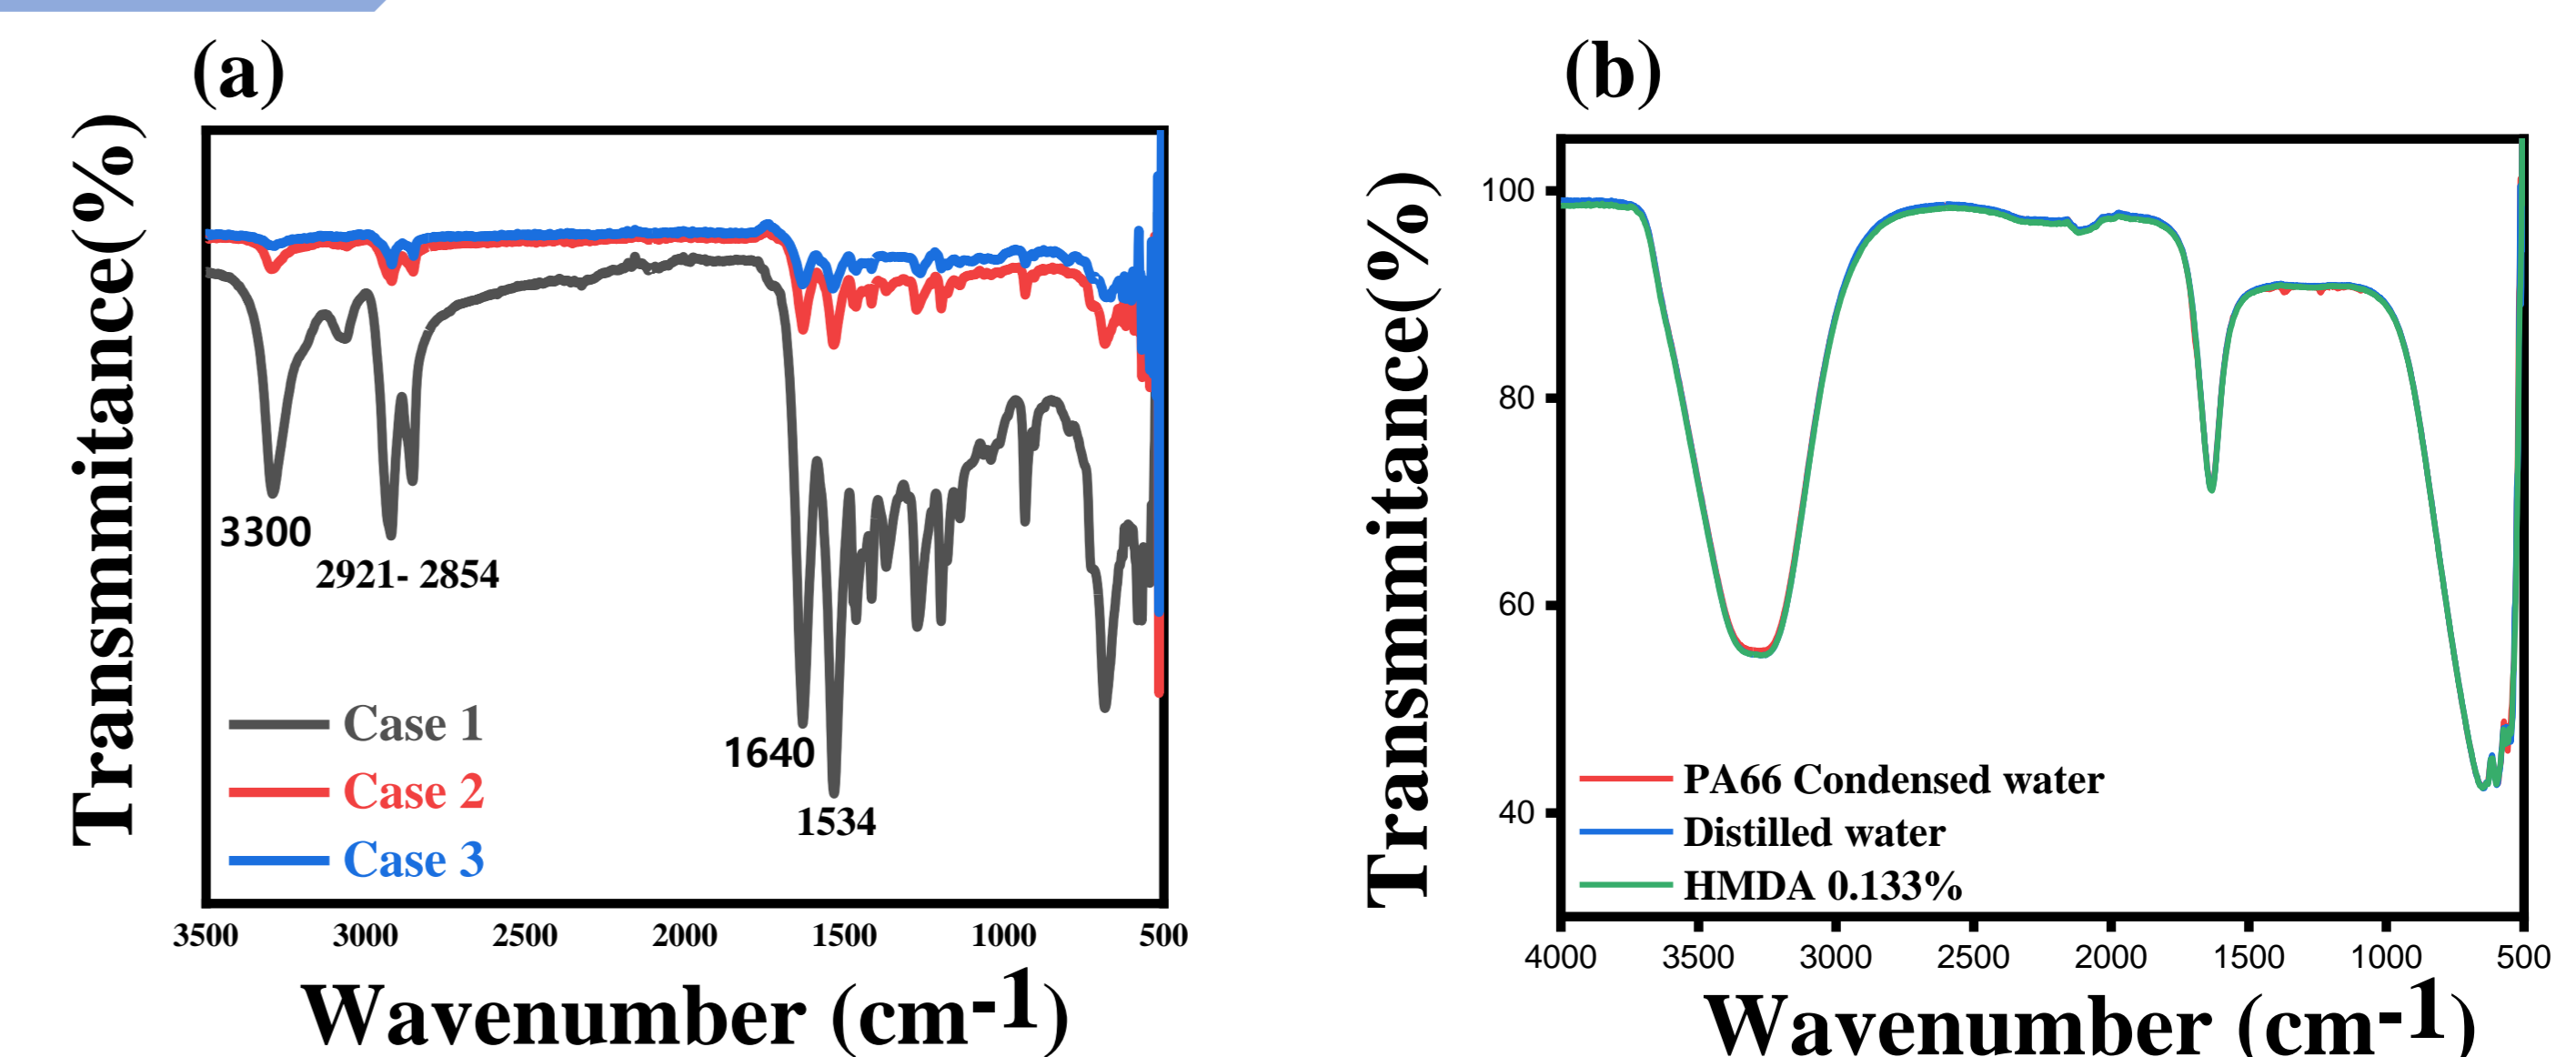 (a)
Transmmitance(%)
3300
2921- 2854
1640
1534
Case 1
Case 2
Case 3
3500 3000 2500 2000 1500 1000 500
Wavenumber (cm-1)
(b)
Transmmitance(%)
100
80
60
40
PA66 Condensed water
Distilled water
HMDA 0.133%
4000 3500 3000 2500 2000 1500 1000 500
Wavenumber (cm-1)